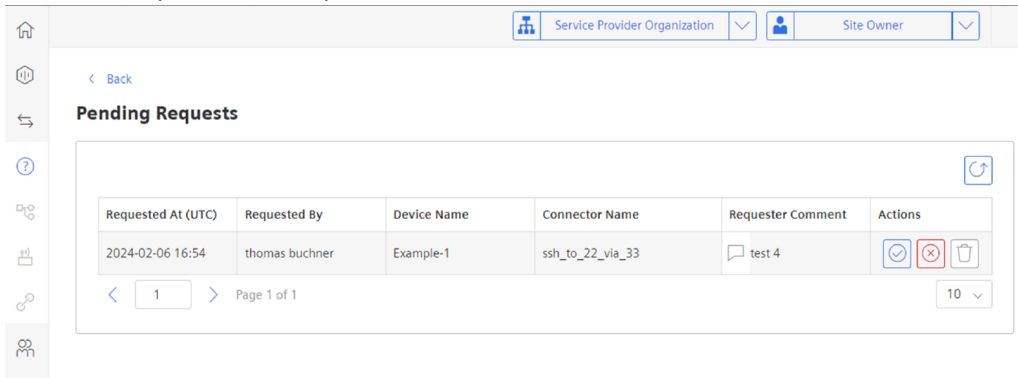 Service Provider Organization Site Owner
Back
Pending Requests
Requested At (UTC) Requested By Device Name Connector Name Requester Comment Actions
2024-02-06 16:54 thomas buchner Example-1 ssh_to_22_via_33 test 4
1 Page 1 of 1 10